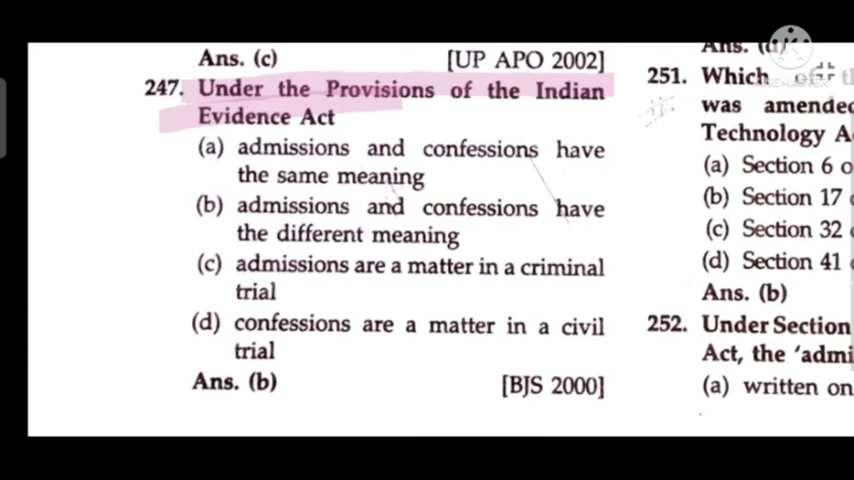 Ans. (c) [UP APO 2002]
247. Under the Provisions of the Indian
Evidence Act
(a) admissions and confessions have
the same meaning
(b) admissions and confessions have
the different meaning
(c) admissions are a matter in a criminal
trial
(d) confessions are a matter in a civil
trial
Ans. (b) [BJS 2000]
Ans. (d)
251. Which of
was amended
Technology A
(a) Section 6 o
(b) Section 17
(c) Section 32
(d) Section 41
Ans. (b)
252. Under Section
Act, the 'admi
(a) written on
KINEMASTER